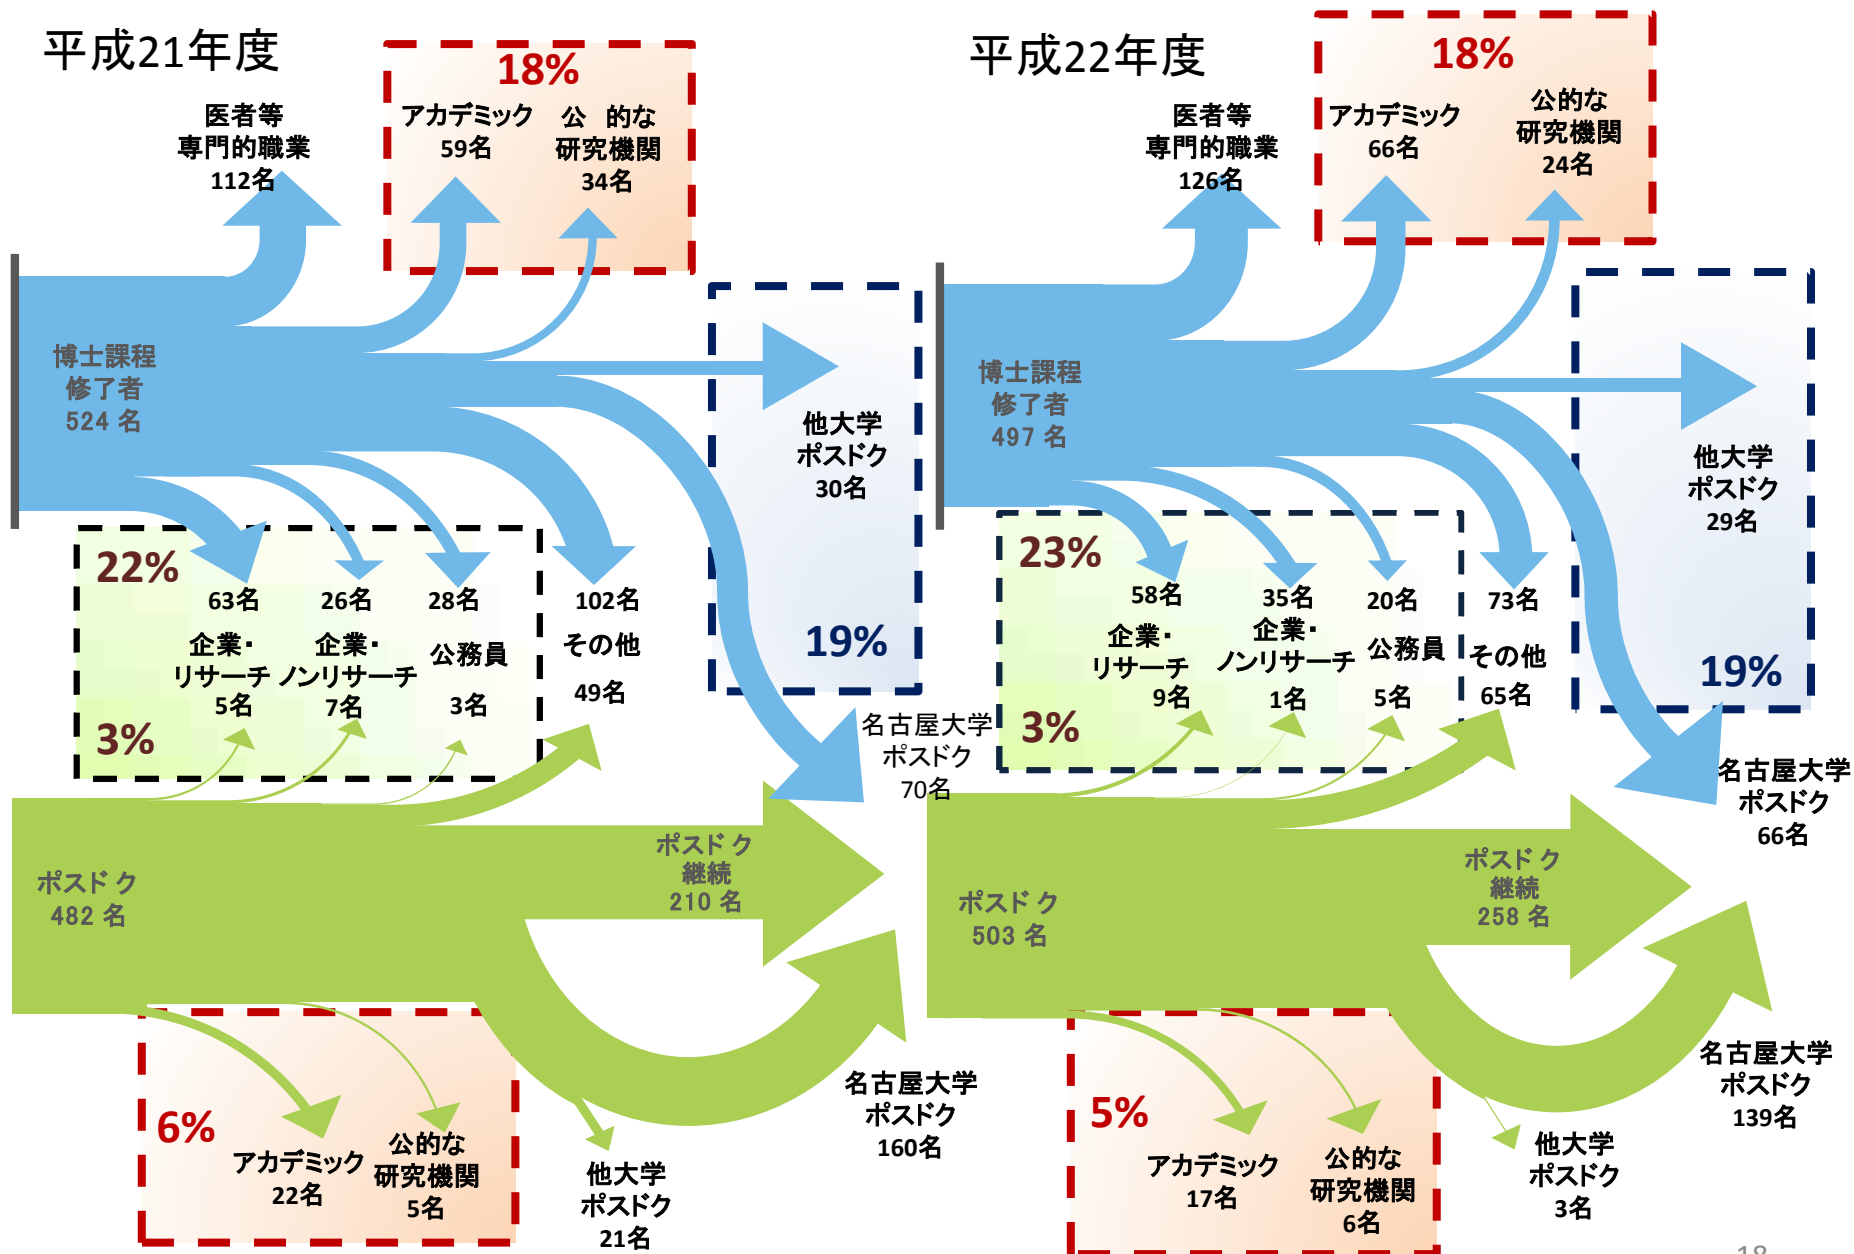 平成21年度
18%
医者等
専門的職業
112名
アカデミック
59名
公 的な
研究機関
34名
博士課程
修了者
524 名
他大学
ポスドク
30名
19%
22%
63名
企業・
リサーチ
5名
26名
企業・
ノンリサーチ
7名
28名
公務員
3名
102名
その他
49名
3%
名古屋大学
ポスドク
70名
ポスドク
482 名
ポスドク
継続
210 名
6%
アカデミック
22名
公的な
研究機関
5名
他大学
ポスドク
21名
名古屋大学
ポスドク
160名
平成22年度
18%
医者等
専門的職業
126名
アカデミック
66名
公的な
研究機関
24名
博士課程
修了者
497 名
他大学
ポスドク
29名
19%
23%
58名
企業・
リサーチ
9名
35名
企業・
ノンリサーチ
1名
20名
公務員
5名
73名
その他
65名
3%
名古屋大学
ポスドク
66名
ポスドク
503 名
ポスドク
継続
258 名
5%
アカデミック
17名
公的な
研究機関
6名
他大学
ポスドク
3名
名古屋大学
ポスドク
139名
18